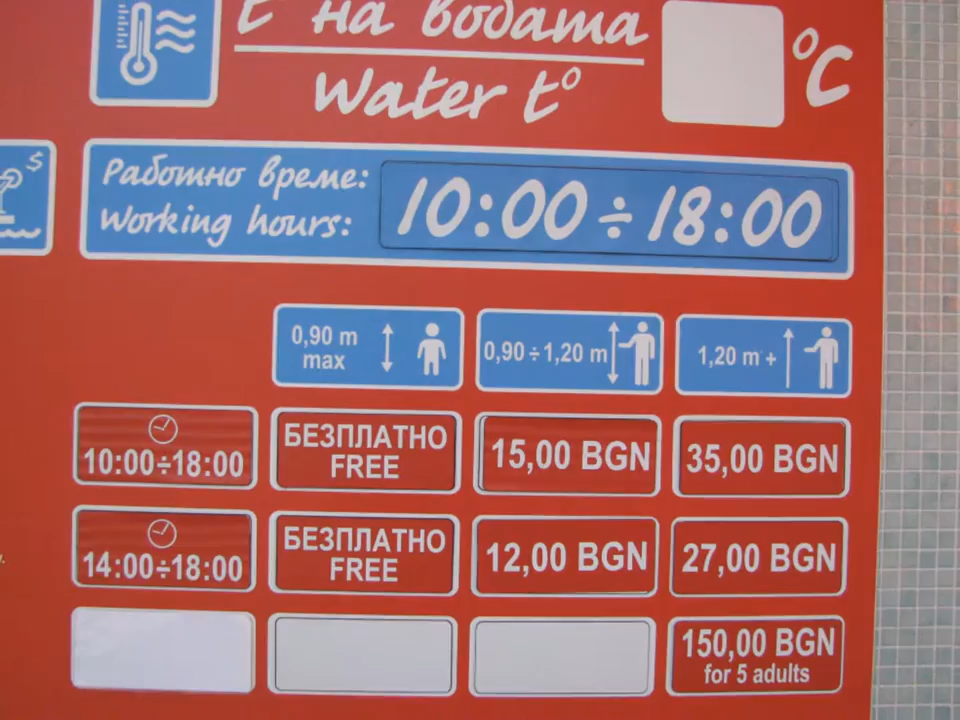 t° на водата
Water t°
°C
$
Работно време:
Working hours:
10:00÷18:00
0,90 m
max
0,90÷1,20 m
1,20 m +
10:00÷18:00
БЕЗПЛАТНО
FREE
15,00 BGN
35,00 BGN
14:00÷18:00
БЕЗПЛАТНО
FREE
12,00 BGN
27,00 BGN
150,00 BGN
for 5 adults